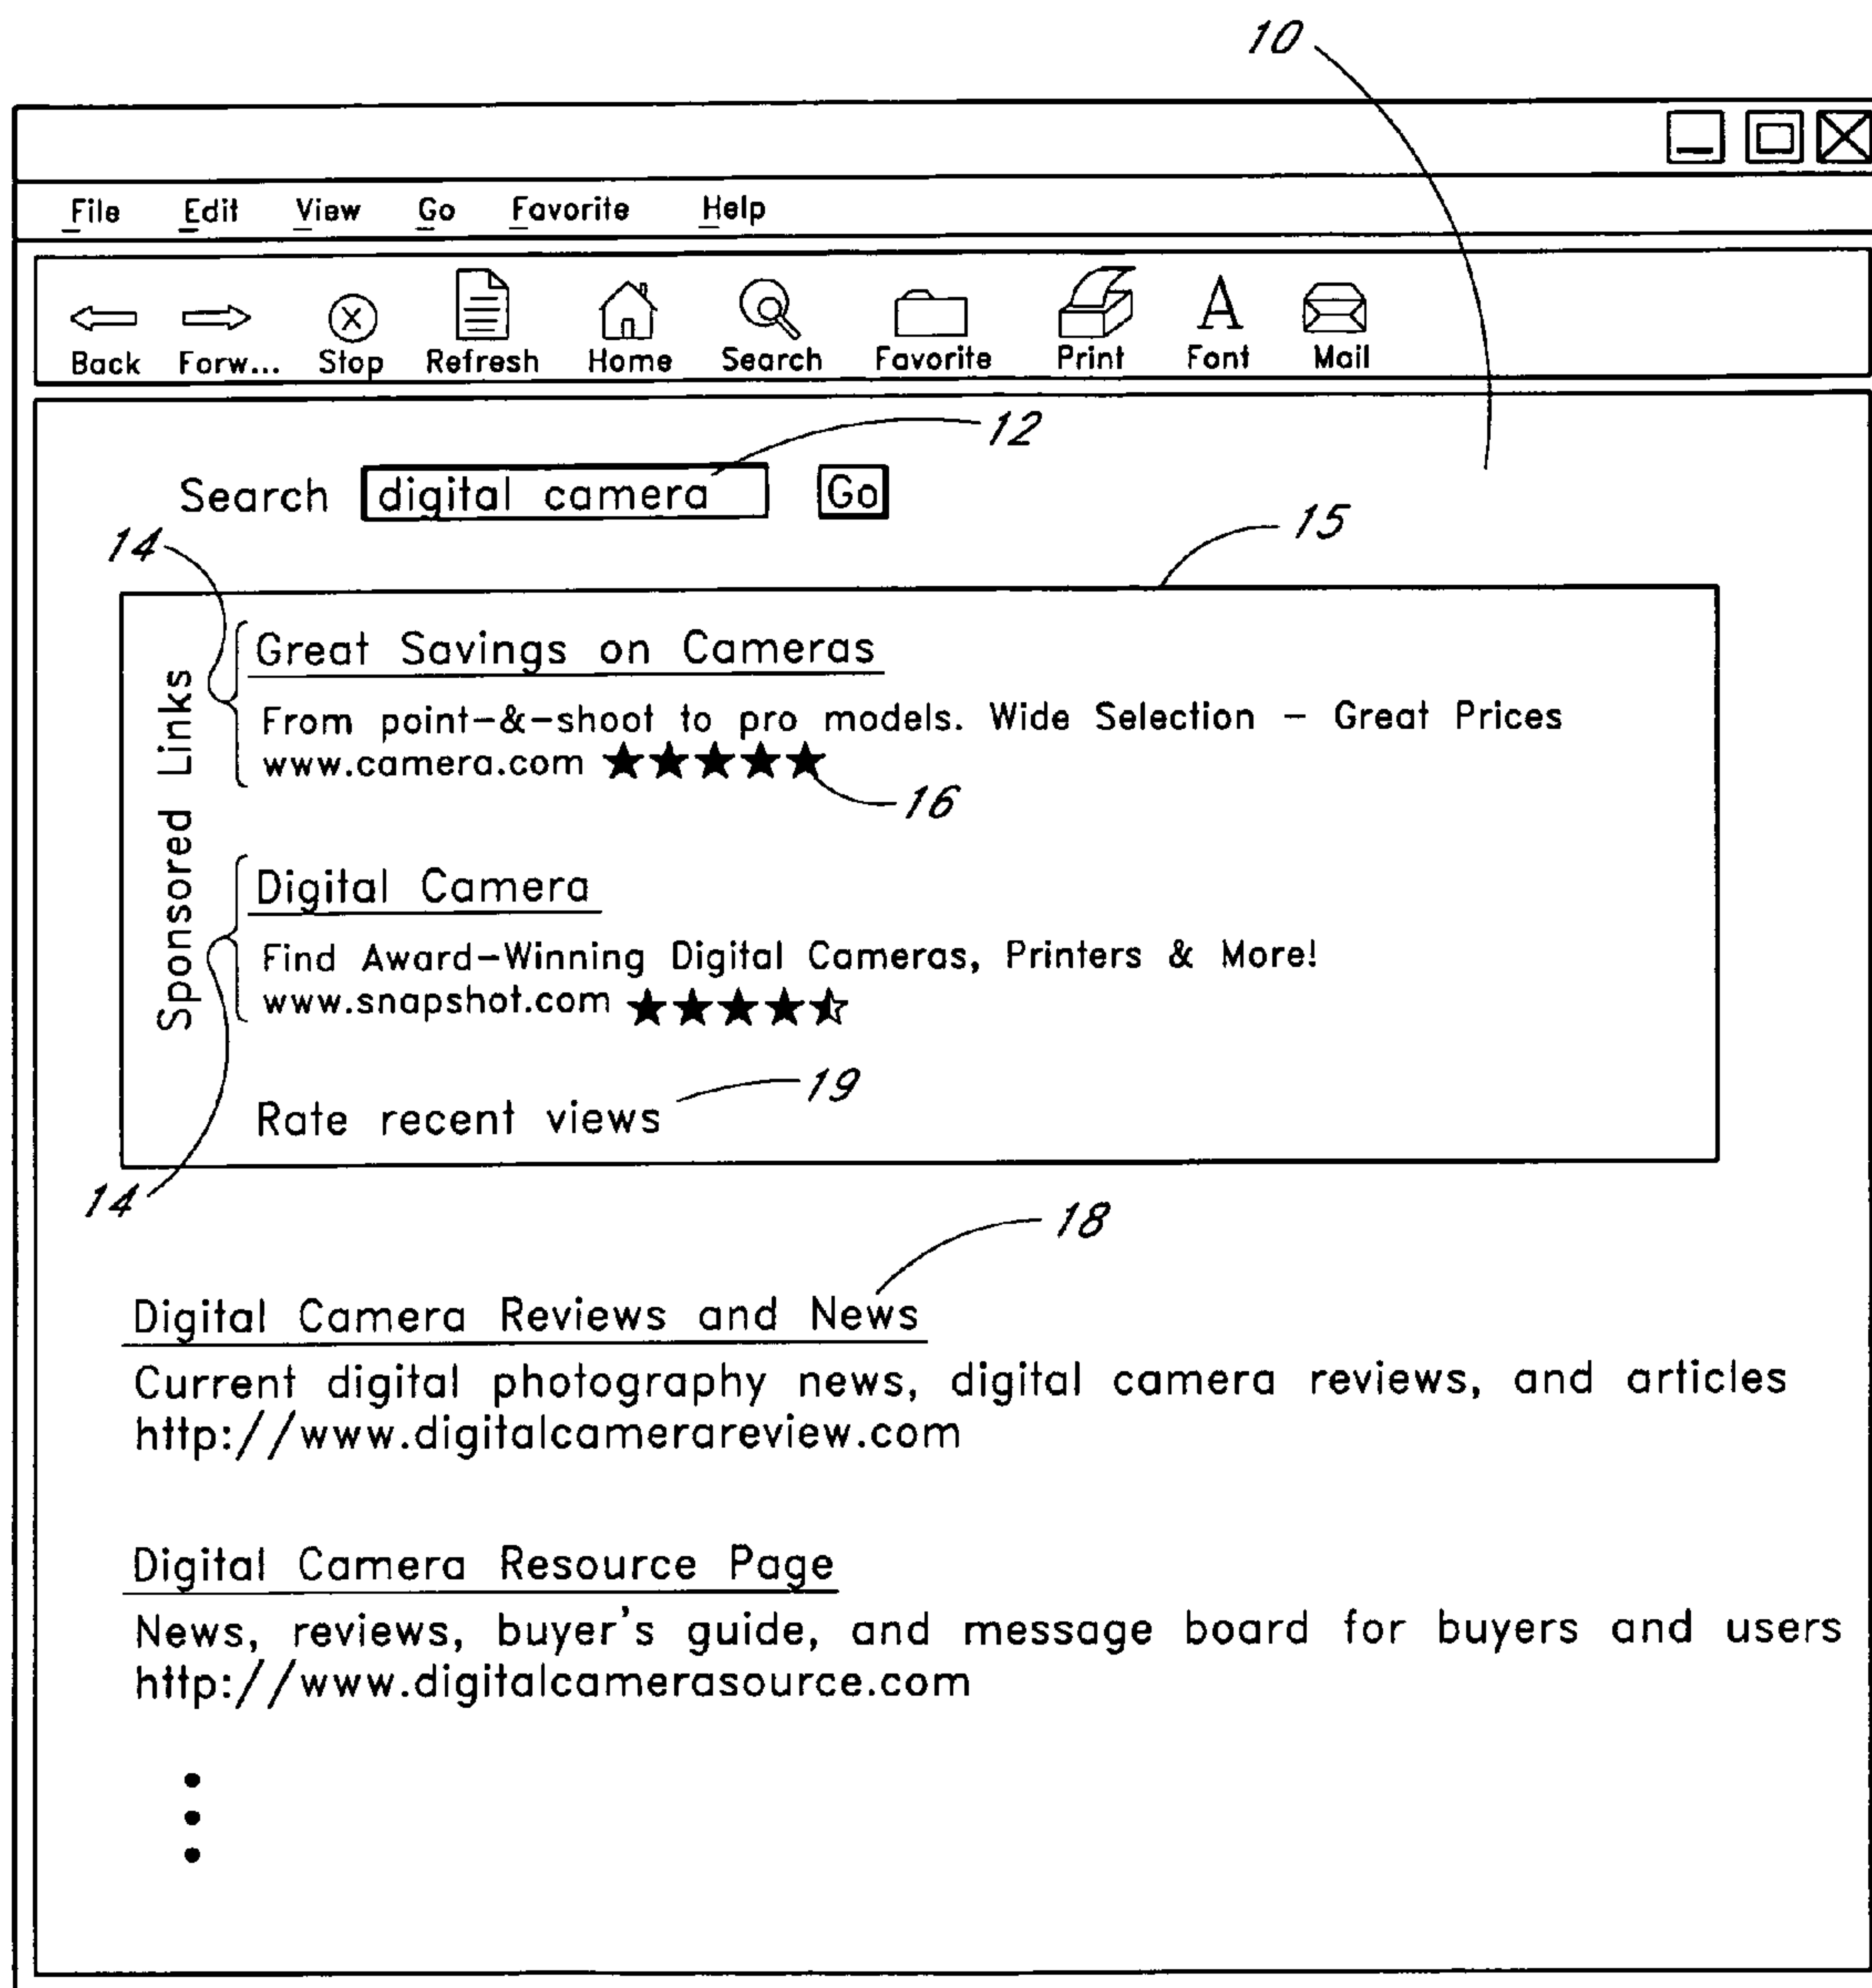 10
File Edit View Go Favorite Help
Back Forw... Stop Refresh Home Search Favorite Print Font Mail
12
Search digital camera Go
15
14
Sponsored Links
Great Savings on Cameras
From point-&-shoot to pro models. Wide Selection - Great Prices
www.camera.com ★★★★★
16
Digital Camera
Find Award-Winning Digital Cameras, Printers & More!
www.snapshot.com
19
Rate recent views
14
18
Digital Camera Reviews and News
Current digital photography news, digital camera reviews, and articles
http://www.digitalcamerareview.com
Digital Camera Resource Page
News, reviews, buyer's guide, and message board for buyers and users
http://www.digitalcamerasource.com